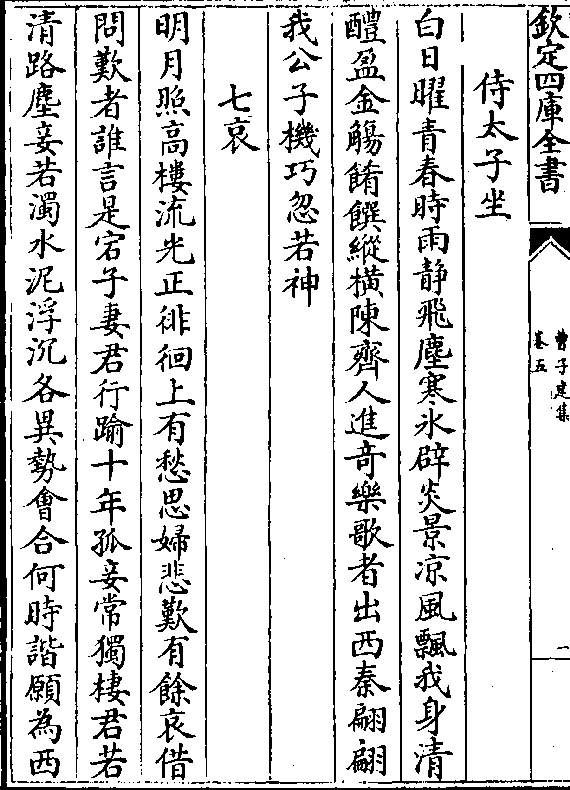 欽定四庫全書
曹子建集
卷五
一
侍太子坐
白日曜青春時雨静飛塵寒氷辟炎景凉風飄我身清
醴盈金觴餚饌縱横陳齊人進奇樂歌者出西秦翩翩
我公子機巧忽若神
七哀
明月照高樓流光正徘徊上有愁思婦悲歎有餘哀借
問歎者誰言是宕子妻君行踰十年孤妾常獨棲君若
清路塵妾若濁水泥浮沉各異勢會合何時諧願為西